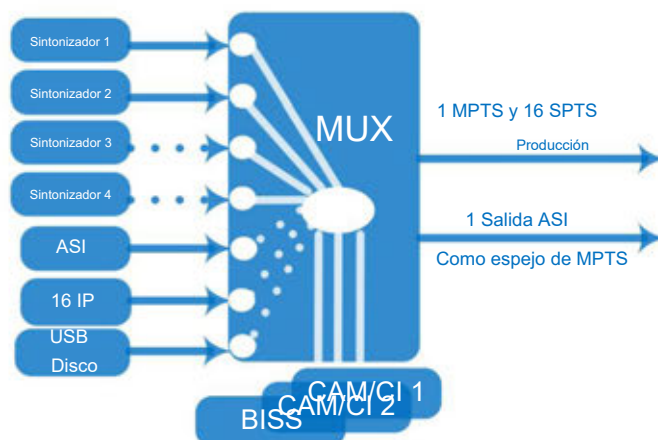 Sintonizador 1
Sintonizador 2
Sintonizador 3
Sintonizador 4
ASI
16 IP
USB
Disco
MUX
1 MPTS y 16 SPTS
Producción
1 Salida ASI
Como espejo de MPTS
CAM/CI 1
CAM/CI 2
BISS